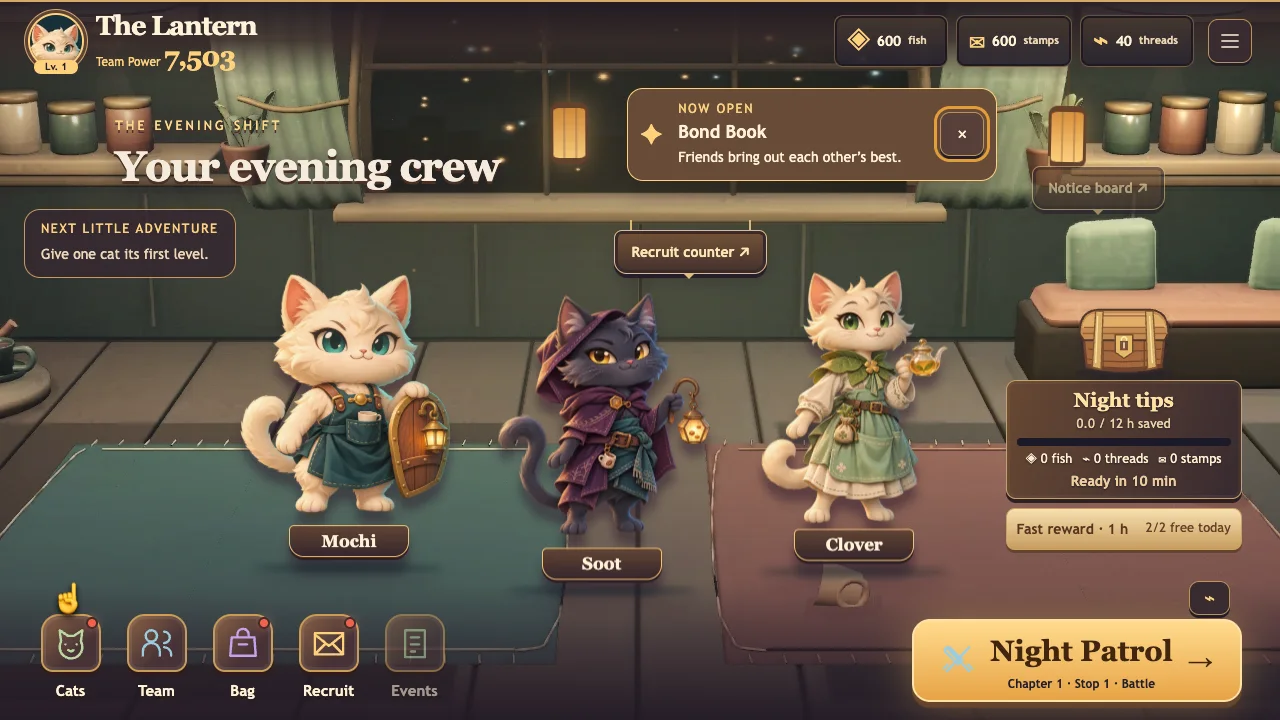 The Lantern
Lv. 1
Team Power 7,503
600 fish
600 stamps
40 threads
THE EVENING SHIFT
Your evening crew
NOW OPEN
Bond Book
Friends bring out each other's best.
×
Notice board ↗
NEXT LITTLE ADVENTURE
Give one cat its first level.
Recruit counter ↗
Night tips
0.0 / 12 h saved
0 fish 0 threads 0 stamps
Ready in 10 min
Fast reward · 1 h 2/2 free today
Mochi
Soot
Clover
Cats
Team
Bag
Recruit
Events
Night Patrol →
Chapter 1 · Stop 1 · Battle